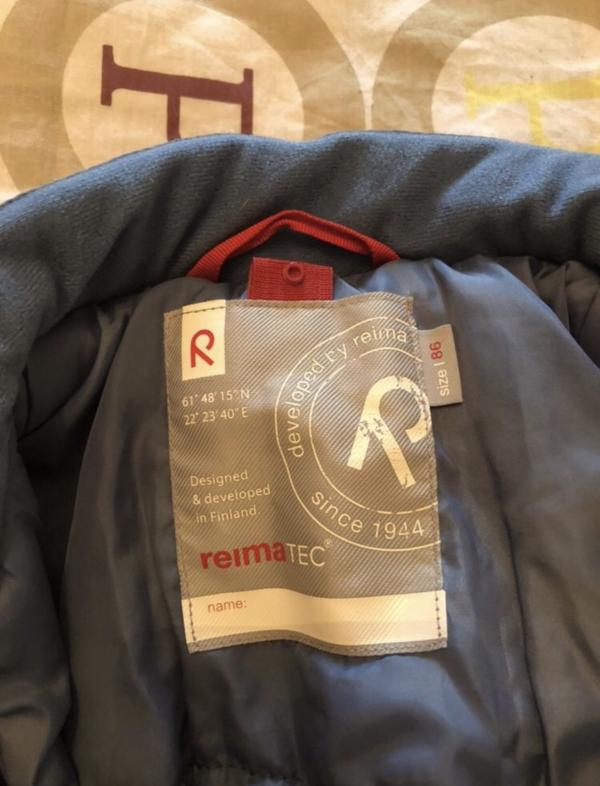 R
61° 48' 15" N
22° 23' 40" E
developed by reima
R
since 1944
size | 86
Designed
& developed
in Finland
reimaTEC®
name: